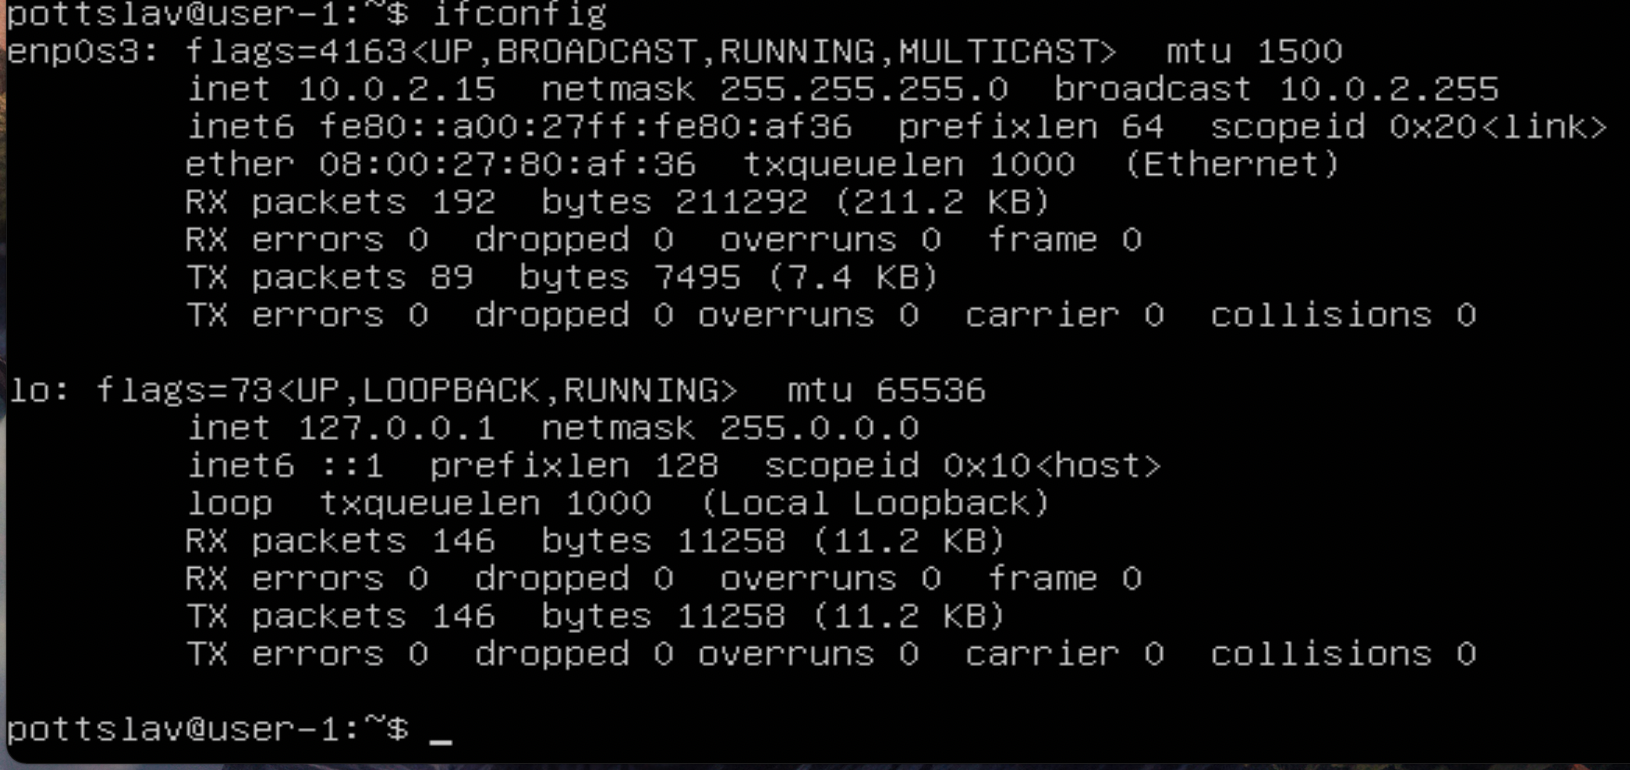 pottslav@user-1:~$ ifconfig
enp0s3: flags=4163<UP,BROADCAST,RUNNING,MULTICAST>  mtu 1500
        inet 10.0.2.15  netmask 255.255.255.0  broadcast 10.0.2.255
        inet6 fe80::a00:27ff:fe80:af36  prefixlen 64  scopeid 0x20<link>
        ether 08:00:27:80:af:36  txqueuelen 1000  (Ethernet)
        RX packets 192  bytes 211292 (211.2 KB)
        RX errors 0  dropped 0  overruns 0  frame 0
        TX packets 89  bytes 7495 (7.4 KB)
        TX errors 0  dropped 0 overruns 0  carrier 0  collisions 0

lo: flags=73<UP,LOOPBACK,RUNNING>  mtu 65536
        inet 127.0.0.1  netmask 255.0.0.0
        inet6 ::1  prefixlen 128  scopeid 0x10<host>
        loop  txqueuelen 1000  (Local Loopback)
        RX packets 146  bytes 11258 (11.2 KB)
        RX errors 0  dropped 0  overruns 0  frame 0
        TX packets 146  bytes 11258 (11.2 KB)
        TX errors 0  dropped 0 overruns 0  carrier 0  collisions 0

pottslav@user-1:~$ _